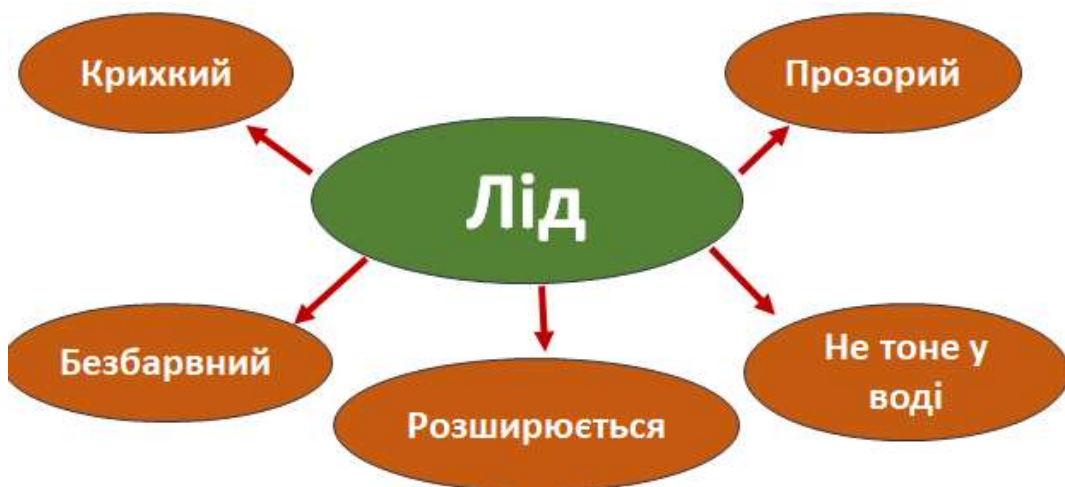 Крихкий
Прозорий
Лід
Безбарвний
Розширюється
Не тоне у
воді